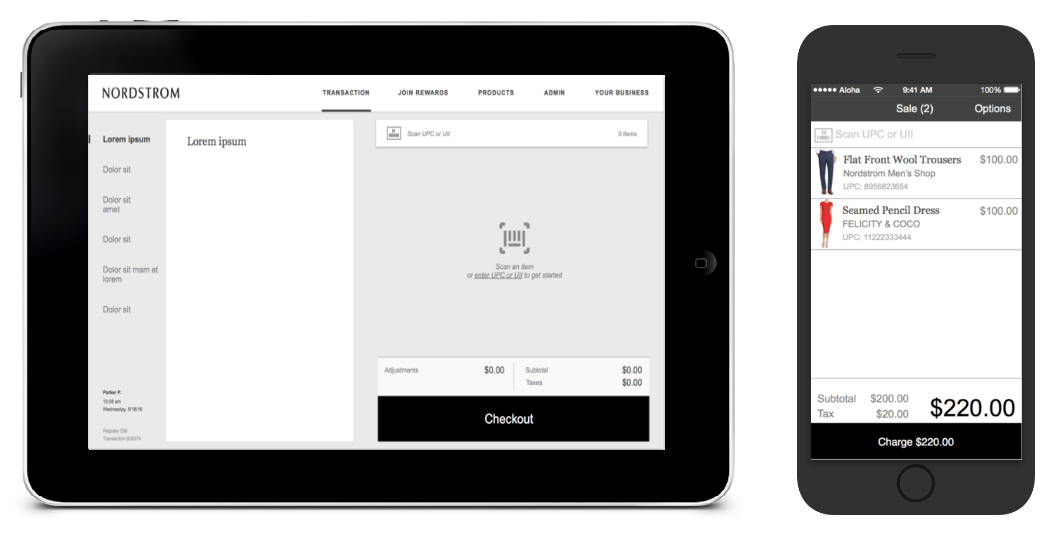 NORDSTROM
TRANSACTION
JOIN REWARDS
PRODUCTS
ADMIN
YOUR BUSINESS
Lorem ipsum
Dolor sit
Dolor sit
amet
Dolor sit
Dolor sit mam et
lorem
Dolor sit
Parker P.
10:08 am
Wednesday, 5/18/16
Lorem ipsum
Scan UPC or UII
0 Items
Scan an item
or enter UPC or UII to get started
Adjustments $0.00
Subtotal $0.00
Taxes $0.00
Checkout
Aloha 9:41 AM 100%
Sale (2) Options
Scan UPC or UII
Flat Front Wool Trousers $100.00
Nordstrom Men's Shop
UPC: 8956823654
Seamed Pencil Dress $100.00
FELICITY & COCO
UPC: 11222333444
Subtotal $200.00
Tax $20.00
$220.00
Charge $220.00